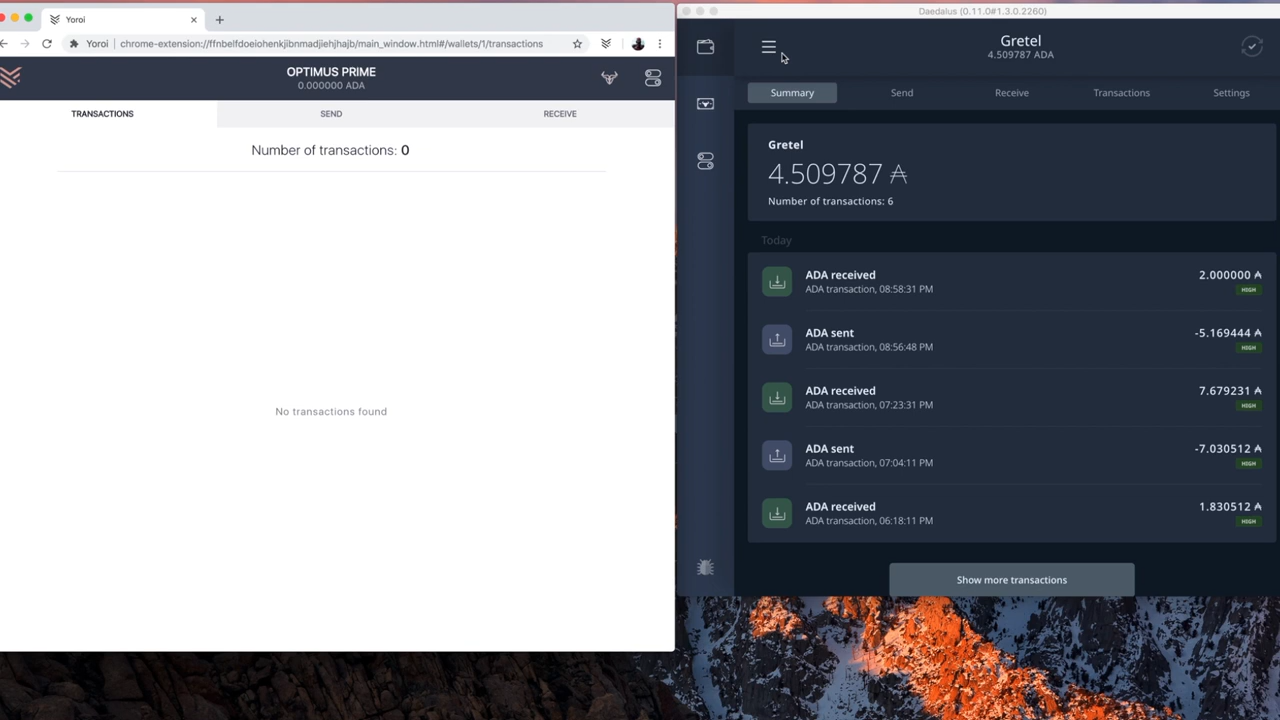 Yoroi
Yoroi
chrome-extension://ffnbelfdoeiohenkjibnmadjiehjhajb/main_window.html#/wallets/1/transactions
OPTIMUS PRIME
0.000000 ADA
TRANSACTIONS
SEND
RECEIVE
Number of transactions: 0
No transactions found
Daedalus (0.11.0#1.3.0.2260)
Gretel
4.509787 ADA
Summary
Send
Receive
Transactions
Settings
Gretel
4.509787 ₳
Number of transactions: 6
Today
ADA received
2.000000 ₳
ADA transaction, 08:58:31 PM
HIGH
ADA sent
-5.169444 ₳
ADA transaction, 08:56:48 PM
HIGH
ADA received
7.679231 ₳
ADA transaction, 07:23:31 PM
HIGH
ADA sent
-7.030512 ₳
ADA transaction, 07:04:11 PM
HIGH
ADA received
1.830512 ₳
ADA transaction, 06:18:11 PM
HIGH
Show more transactions